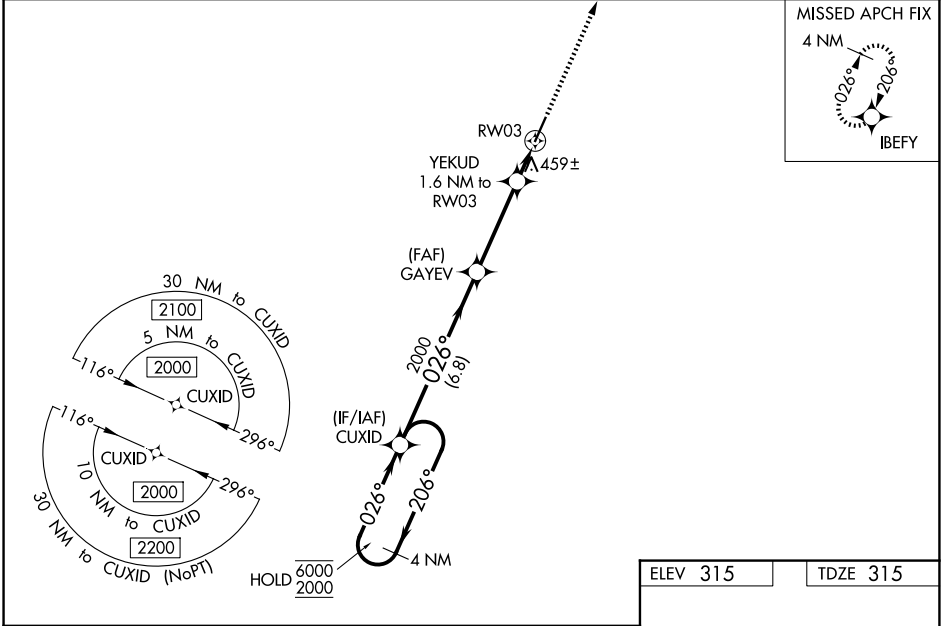 MISSED APCH FIX
4 NM
026°
206°
IBEFY
RW03
459±
YEKUD
1.6 NM to
RW03
(FAF)
GAYEV
2000
026°
(6.8)
30 NM to CUXID
2100
5 NM to CUXID
2000
116°
CUXID
296°
116°
CUXID
296°
2000
10 NM to CUXID
2200
30 NM to CUXID (NoPT)
(IF/IAF)
CUXID
026°
206°
4 NM
HOLD 6000
2000
ELEV 315
TDZE 315